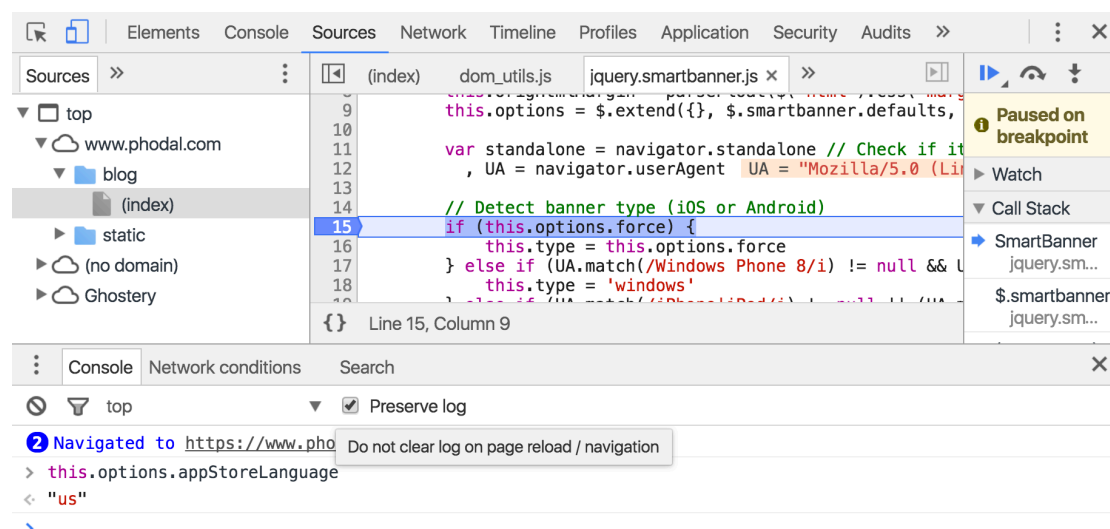 Elements Console Sources Network Timeline Profiles Application Security Audits »
Sources »
top
www.phodal.com
blog
(index)
static
(no domain)
Ghostery
(index) dom_utils.js jquery.smartbanner.js × »
9 this.options = $.extend({}, $.smartbanner.defaults,
10
11 var standalone = navigator.standalone // Check if it
12 , UA = navigator.userAgent UA = "Mozilla/5.0 (Lin
13
14 // Detect banner type (iOS or Android)
15 if (this.options.force) {
16 this.type = this.options.force
17 } else if (UA.match(/Windows Phone 8/i) != null && U
18 this.type = 'windows'
{} Line 15, Column 9
Paused on
breakpoint
Watch
Call Stack
SmartBanner
jquery.sm...
$.smartbanner
jquery.sm...
Console Network conditions Search
top Preserve log
2 Navigated to https://www.pho
Do not clear log on page reload / navigation
> this.options.appStoreLanguage
"us"